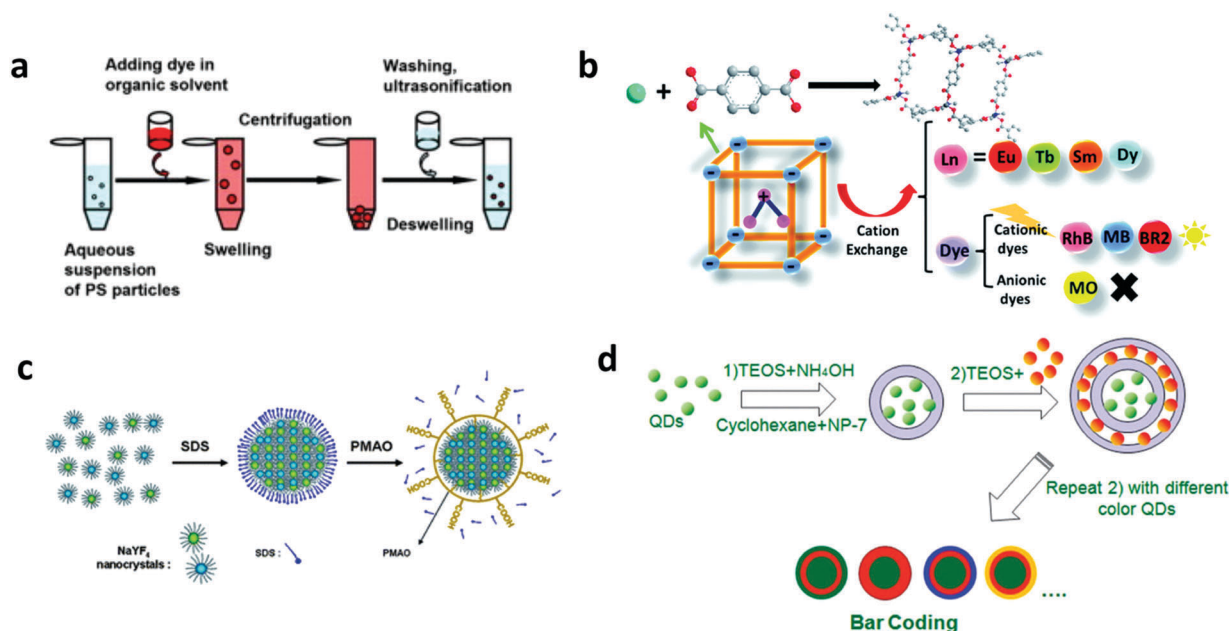 a
Adding dye in
organic solvent
Washing,
ultrasonification
Centrifugation
Deswelling
Aqueous
suspension
of PS particles
Swelling
b
+
+
Cation
Exchange
Ln = Eu Tb Sm Dy
Dye
Cationic
dyes
RhB MB BR2
Anionic
dyes
MO
c
SDS
PMAO
NaYF₄
nanocrystals :
SDS :
PMAO
d
QDs
1)TEOS+NH₄OH
Cyclohexane+NP-7
2)TEOS+
Repeat 2) with different
color QDs
....
Bar Coding